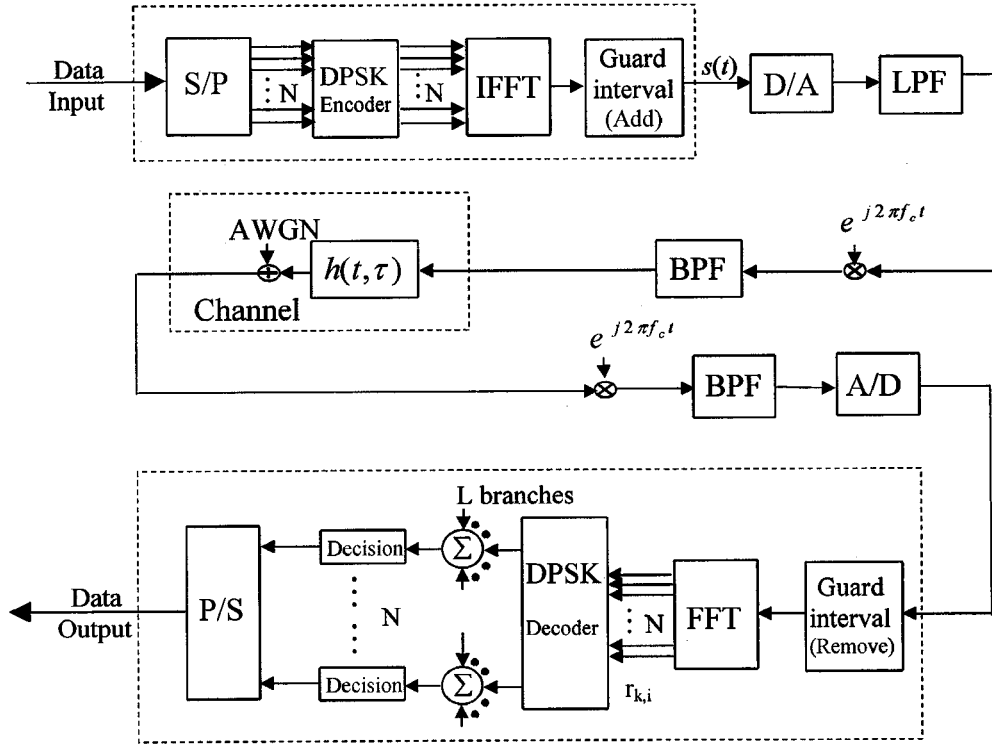 Data
Input
S/P
N
DPSK
Encoder
N
IFFT
Guard
interval
(Add)
s(t)
D/A
LPF
AWGN
h(t,τ)
Channel
BPF
e^{j2πf_c t}
e^{j2πf_c t}
BPF
A/D
L branches
P/S
Decision
Σ
DPSK
Decoder
N
FFT
Guard
interval
(Remove)
Data
Output
N
Decision
Σ
r_{k,i}